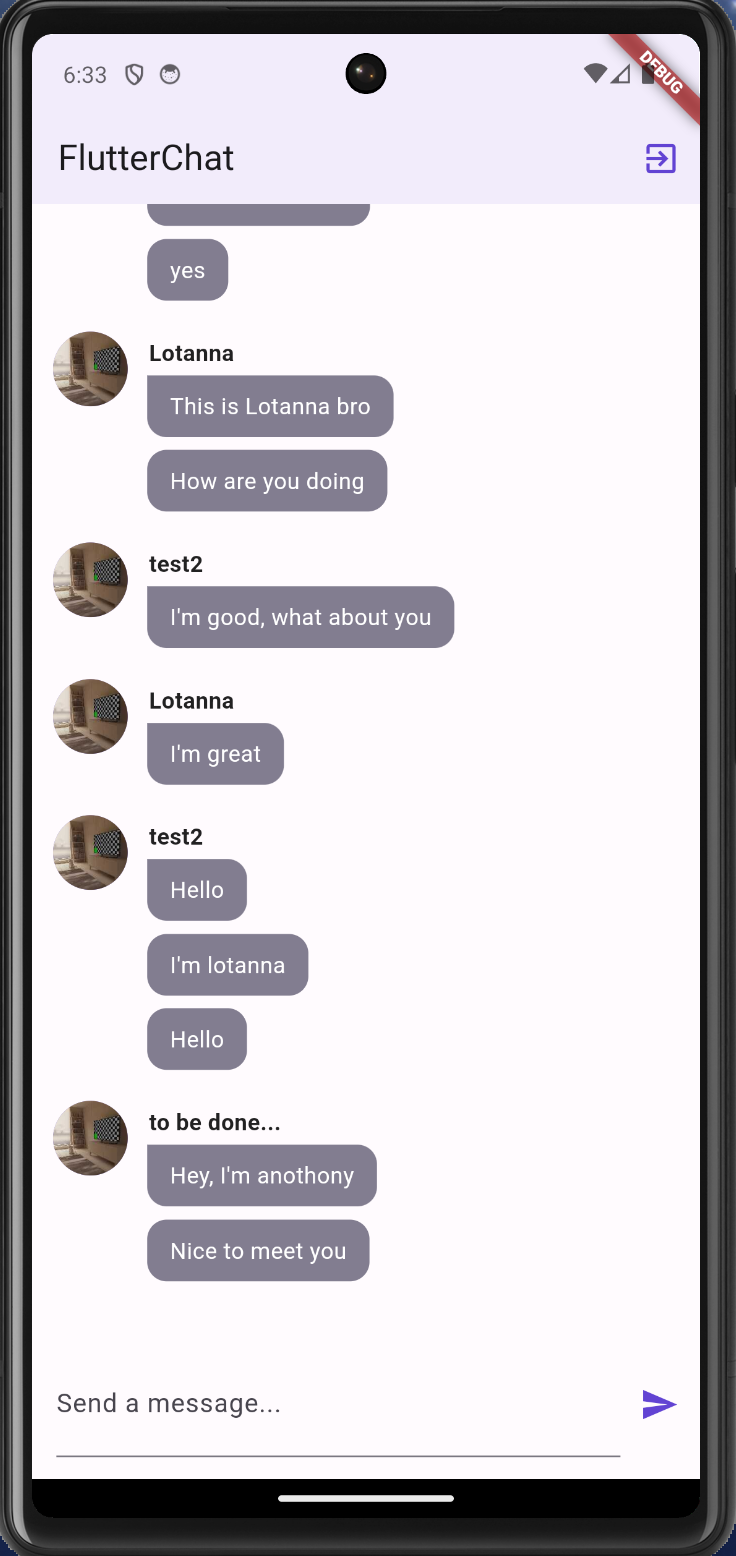 6:33
DEBUG
FlutterChat
yes
Lotanna
This is Lotanna bro
How are you doing
test2
I'm good, what about you
Lotanna
I'm great
test2
Hello
I'm lotanna
Hello
to be done...
Hey, I'm anothony
Nice to meet you
Send a message...